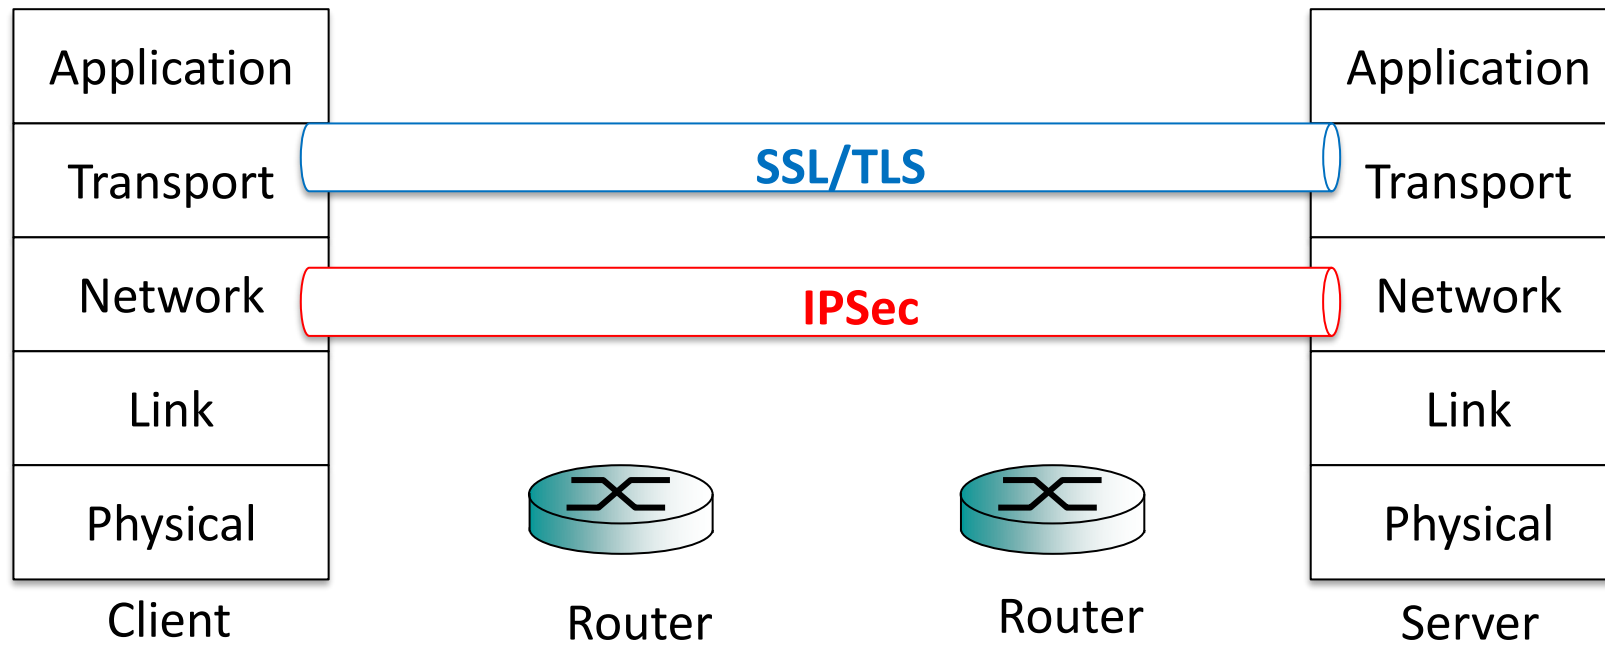 Application
Transport
Network
Link
Physical
Client
SSL/TLS
IPSec
Router
Router
Application
Transport
Network
Link
Physical
Server